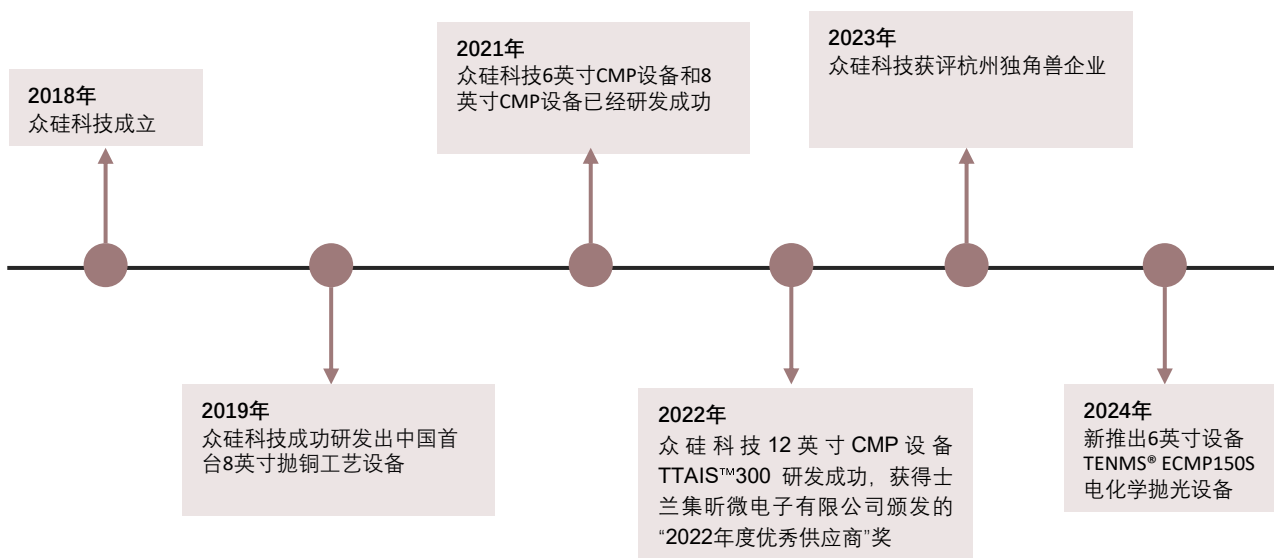 2018年
众硅科技成立
2019年
众硅科技成功研发出中国首
台8英寸抛铜工艺设备
2021年
众硅科技6英寸CMP设备和8
英寸CMP设备已经研发成功
2022年
众硅科技12英寸CMP设备
TTAIS™300 研发成功，获得士
兰集昕微电子有限公司颁发的
“2022年度优秀供应商”奖
2023年
众硅科技获评杭州独角兽企业
2024年
新推出6英寸设备
TENMS® ECMP150S
电化学抛光设备